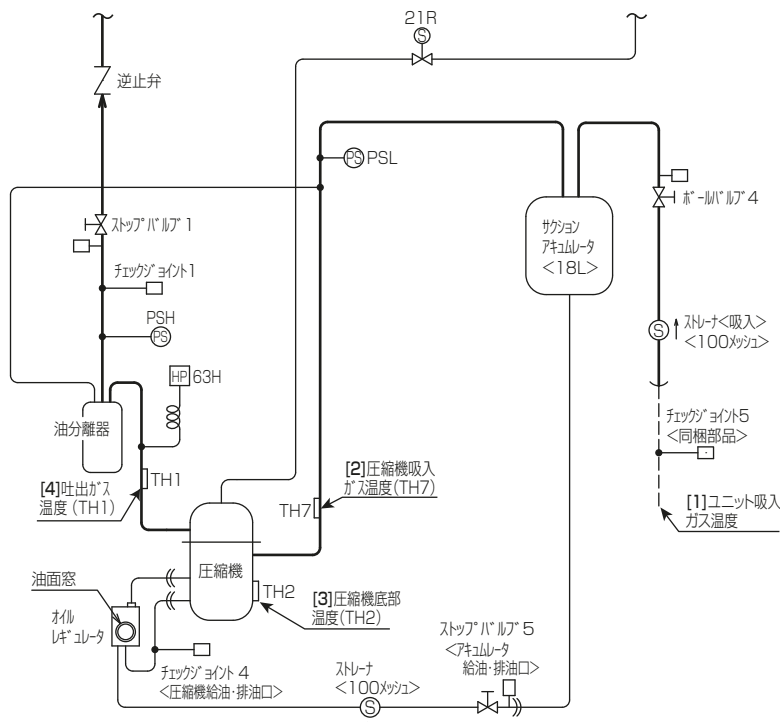 21R
S
逆止弁
PS PSL
ストップバルブ1
ボールバルブ4
サクション
アキュムレータ
<18L>
チェックジョイント1
PSH
PS
S
ストレーナ<吸入>
<100メッシュ>
HP 63H
油分離器
チェックジョイント5
<同梱部品>
[4]吐出ガス
温度(TH1)
TH1
[2]圧縮機吸入
ガス温度(TH7)
TH7
[1]ユニット吸入
ガス温度
圧縮機
油面窓
TH2
[3]圧縮機底部
温度(TH2)
オイル
レギュレータ
ストップバルブ5
<アキュムレータ
給油・排油口>
チェックジョイント4
<圧縮機給油・排油口>
ストレーナ
<100メッシュ>
S